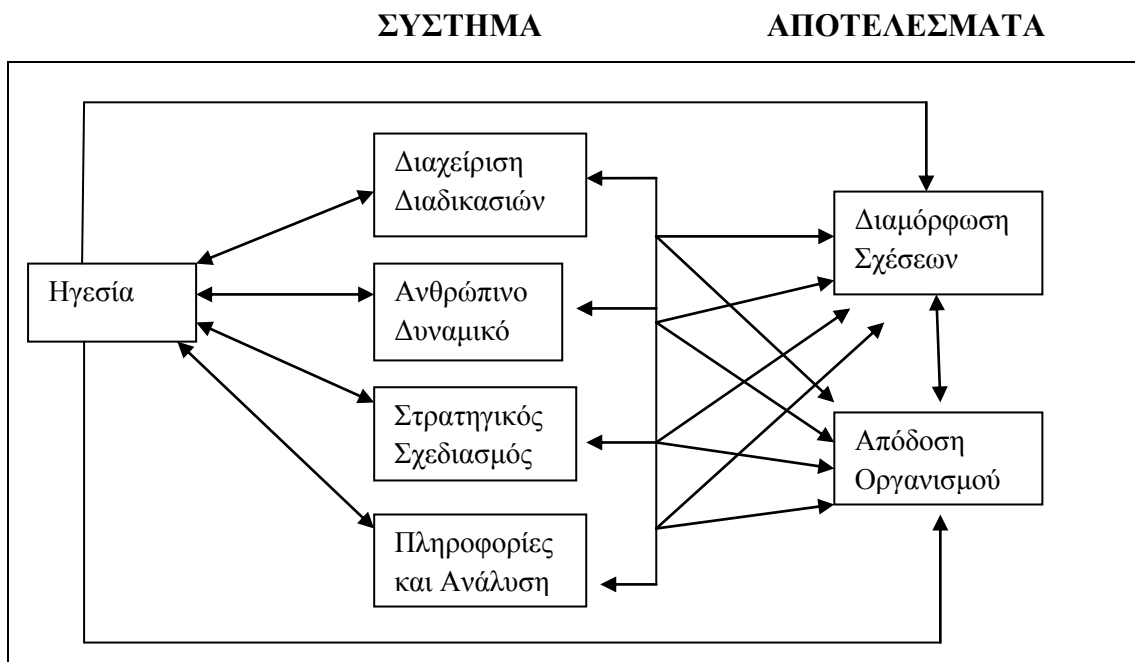 ΣΥΣΤΗΜΑ
ΑΠΟΤΕΛΕΣΜΑΤΑ
Ηγεσία
Διαχείριση
Διαδικασιών
Ανθρώπινο
Δυναμικό
Στρατηγικός
Σχεδιασμός
Πληροφορίες
και Ανάλυση
Διαμόρφωση
Σχέσεων
Απόδοση
Οργανισμού